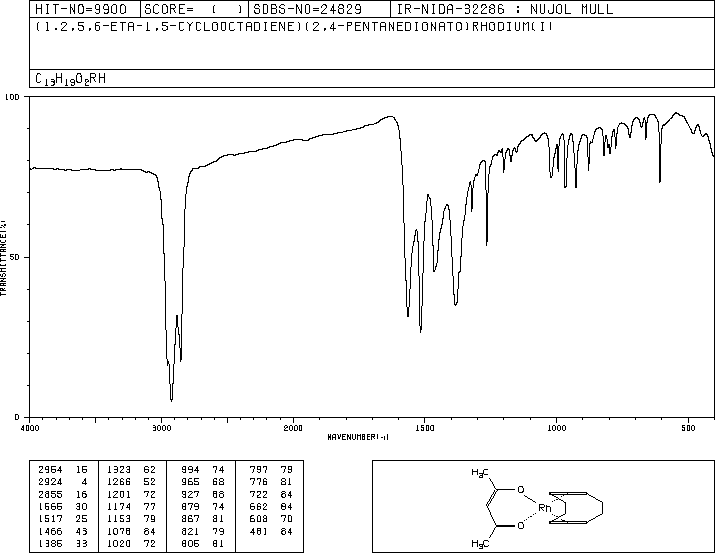 HIT-NO=9900 SCORE= ( ) SDBS-NO=24829 IR-NIDA-32286 : NUJOL MULL
(1,2,5,6-ETA-1,5-CYCLOOCTADIENE)(2,4-PENTANEDIONATO)RHODIUM(I)
C13H19O2RH
100
50
0
TRANSMITTANCE(%)
4000 3000 2000 1500 1000 500
WAVENUMBER(-1)
2954 16 1323 62 994 74 797 79
2924 4 1266 52 965 68 776 81
2855 16 1201 72 927 68 722 84
1565 30 1174 77 879 74 662 84
1517 25 1153 79 867 81 608 70
1466 43 1078 84 821 79 481 84
1385 33 1020 72 805 81
H3C
O
Rh
O
H3C